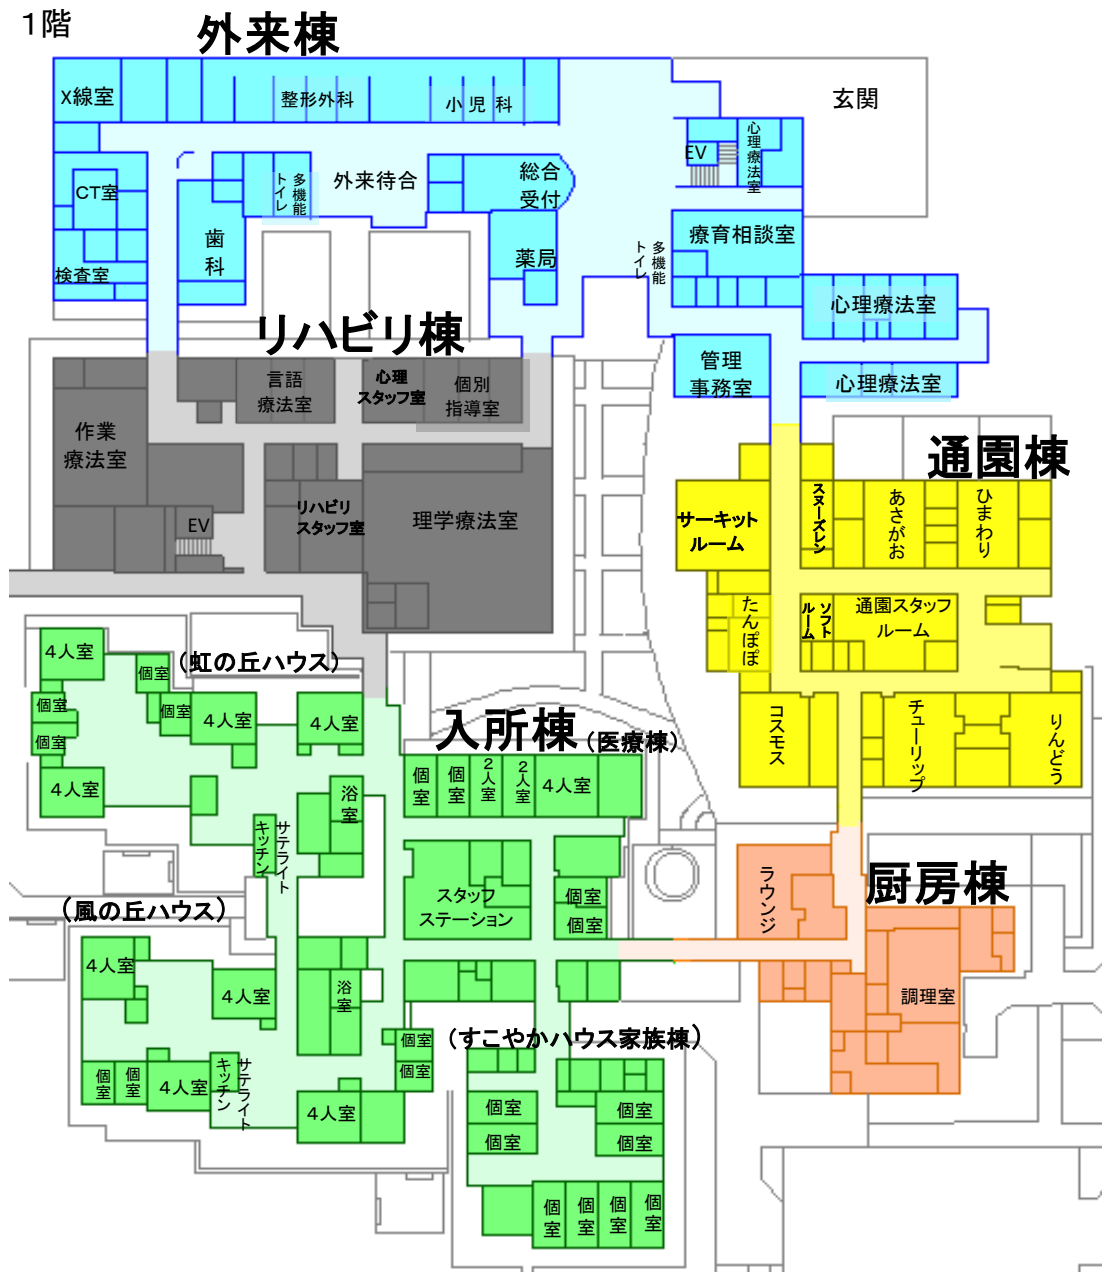 １階
外来棟
X線室
整形外科
小 児 科
玄関
EV
心理療法室
CT室
多機能
トイレ
外来待合
総合
受付
療育相談室
歯科
薬局
多機能
トイレ
検査室
心理療法室
リハビリ棟
管理
事務室
心理療法室
言語
療法室
心理
スタッフ室
個別
指導室
作業
療法室
通園棟
リハビリ
スタッフ室
理学療法室
EV
サーキット
ルーム
スヌーズレン
あさがお
ひまわり
たんぽぽ
ソフト
ルーム
通園スタッフ
ルーム
４人室
（虹の丘ハウス）
個室
個室
個室
個室
４人室
４人室
４人室
入所棟
（医療棟）
コスモス
チューリップ
りんどう
個室
個室
２人室
２人室
４人室
浴室
サテライト
キッチン
スタッフ
ステーション
個室
個室
ラウンジ
厨房棟
（風の丘ハウス）
４人室
４人室
浴室
調理室
個室
個室
（すこやかハウス家族棟）
個室
個室
４人室
サテライト
キッチン
４人室
個室
個室
個室
個室
個室
個室
個室
個室